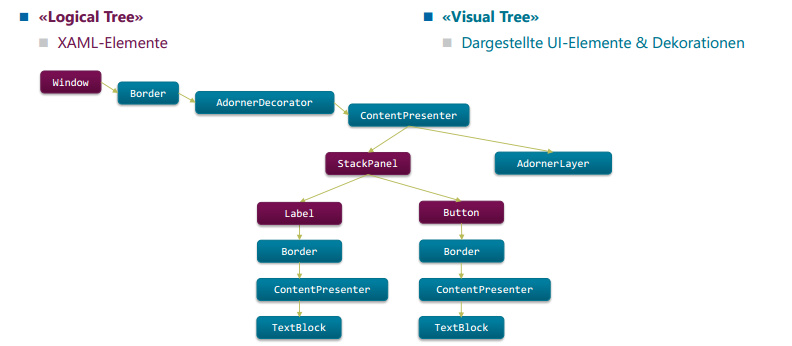 «Logical Tree»
«Visual Tree»
XAML-Elemente
Dargestellte UI-Elemente & Dekorationen
Window
Border
AdornerDecorator
ContentPresenter
StackPanel
AdornerLayer
Label
Button
Border
Border
ContentPresenter
ContentPresenter
TextBlock
TextBlock